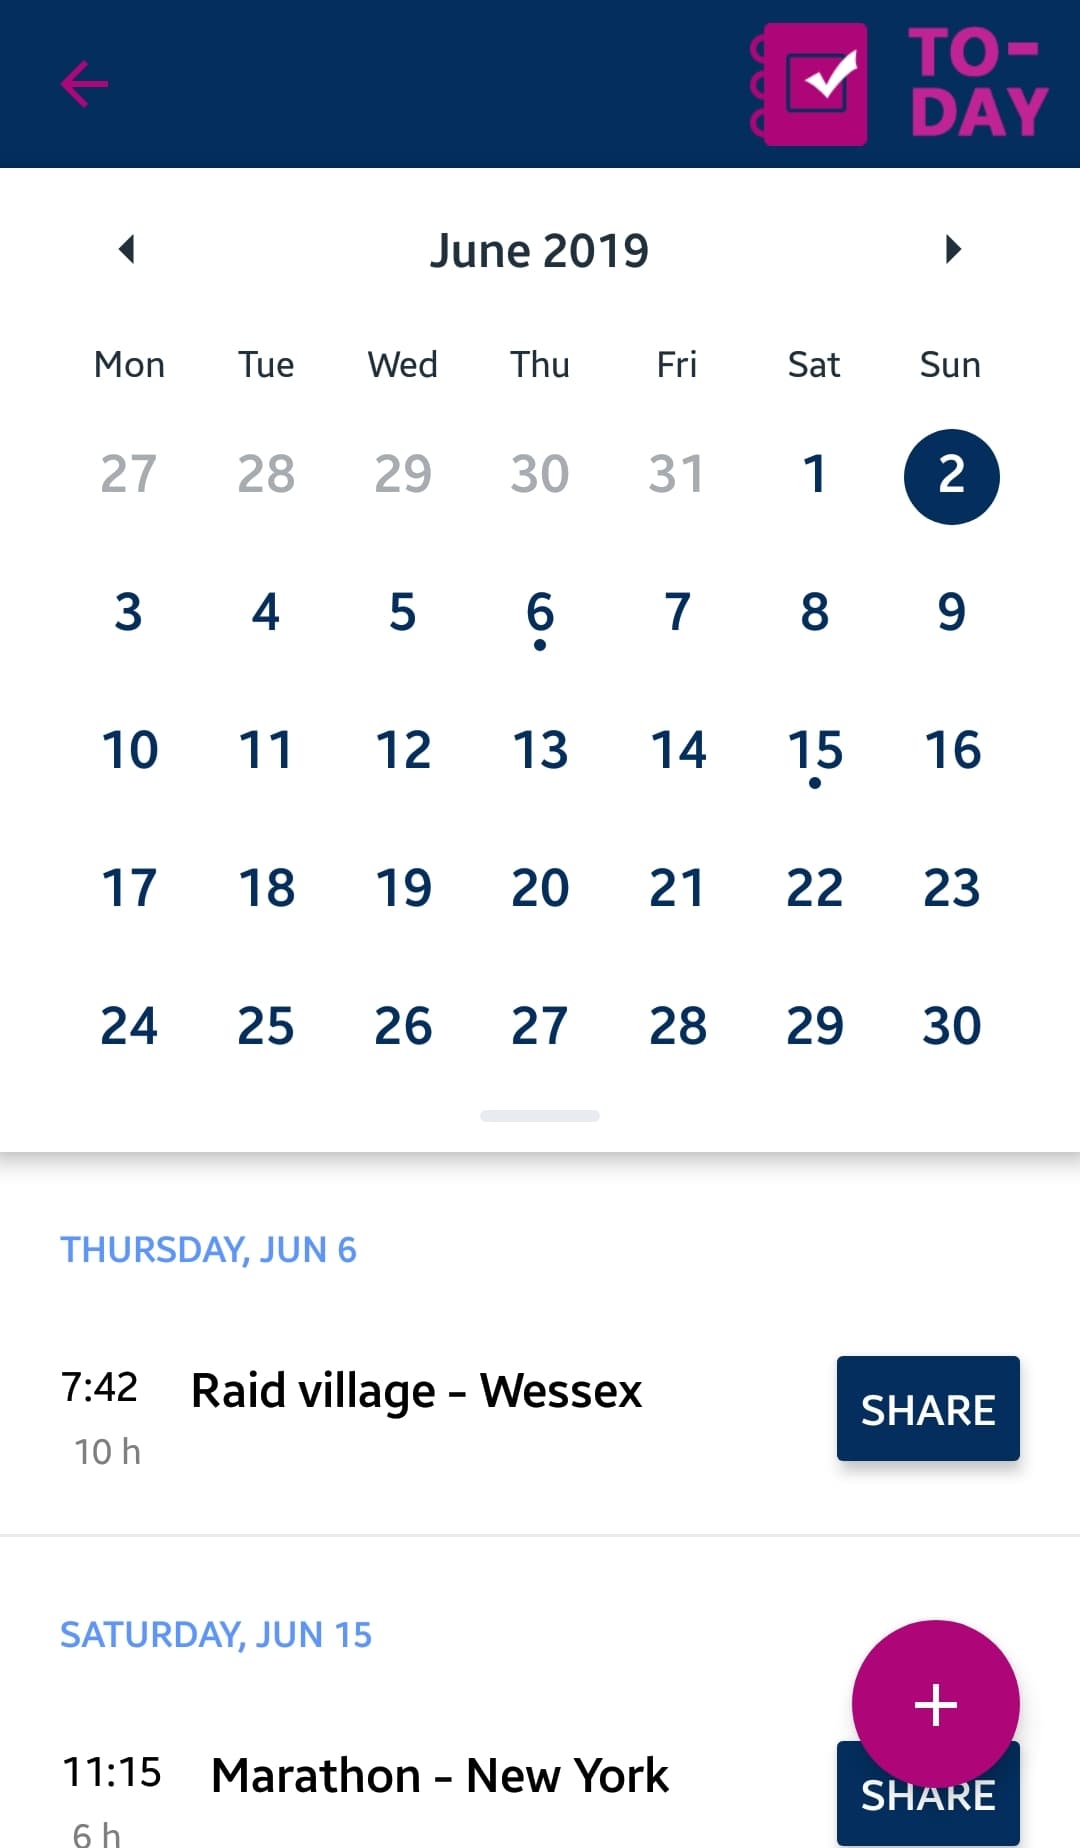 TO-
DAY
June 2019
Mon Tue Wed Thu Fri Sat Sun
27 28 29 30 31 1 2
3 4 5 6 7 8 9
10 11 12 13 14 15 16
17 18 19 20 21 22 23
24 25 26 27 28 29 30
THURSDAY, JUN 6
7:42 Raid village - Wessex SHARE
10 h
SATURDAY, JUN 15
+
11:15 Marathon - New York SHARE
6 h